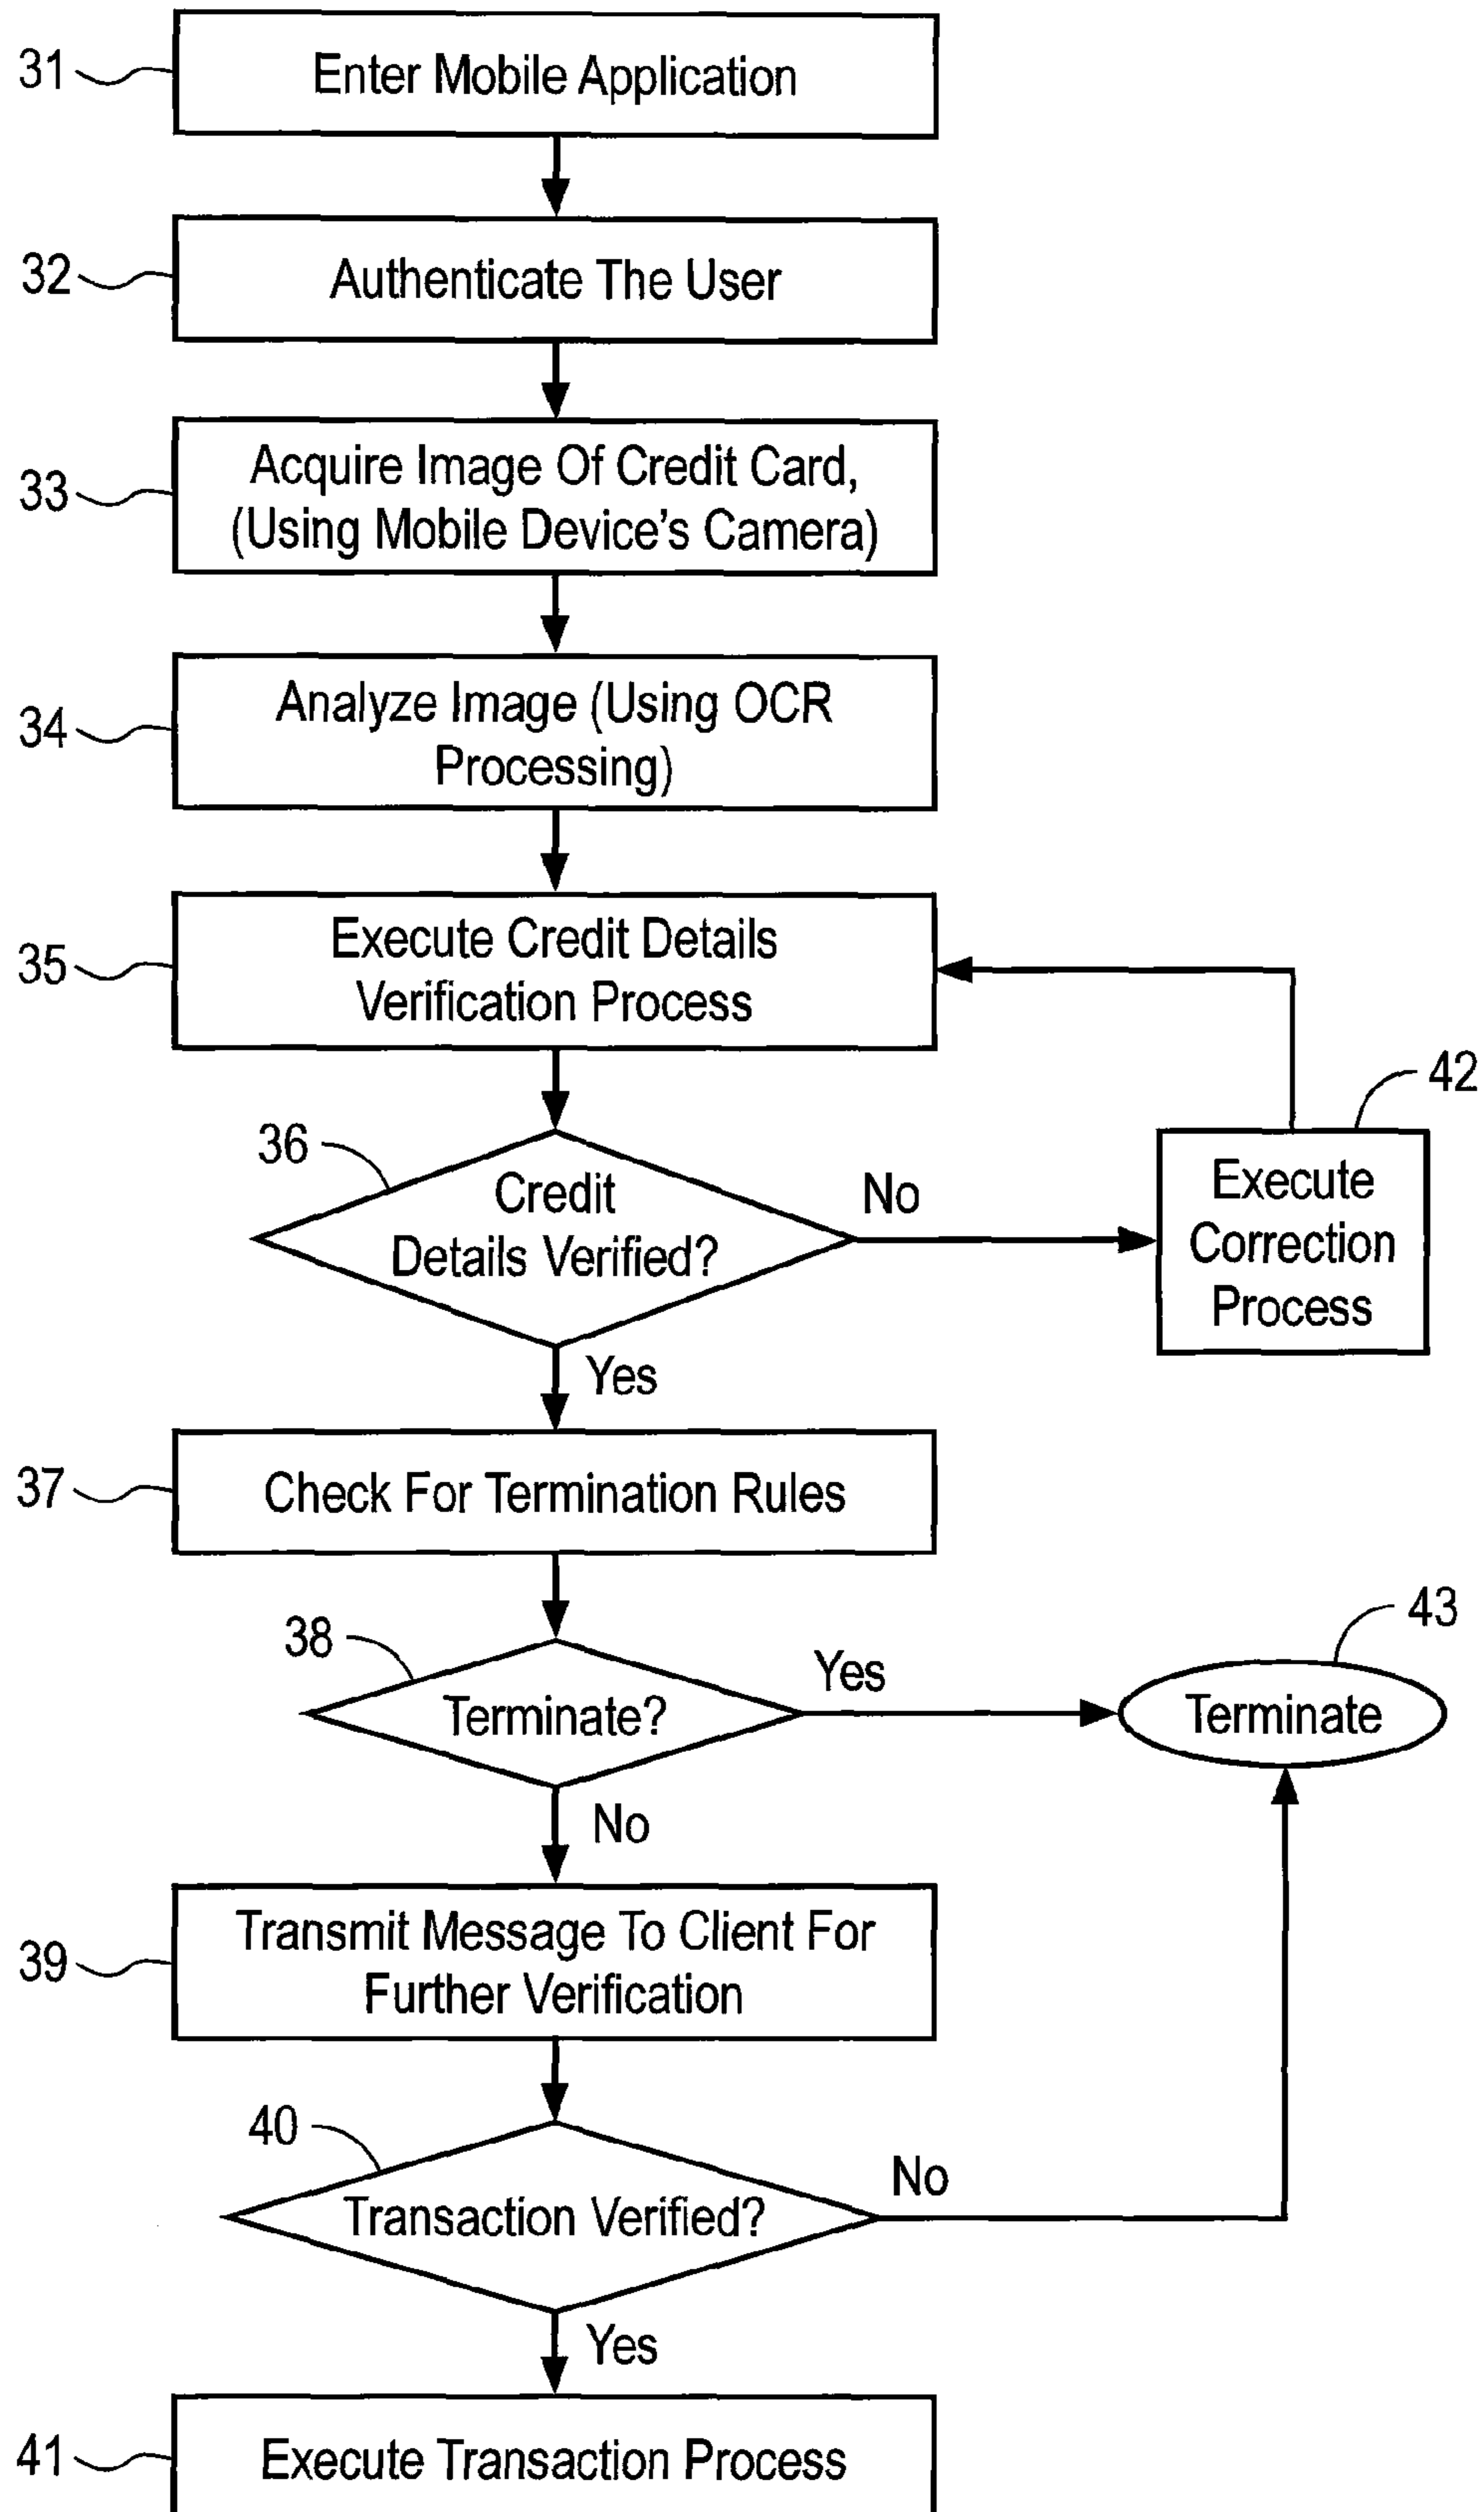 31
Enter Mobile Application
32
Authenticate The User
33
Acquire Image Of Credit Card,
(Using Mobile Device's Camera)
34
Analyze Image (Using OCR
Processing)
35
Execute Credit Details
Verification Process
36
Credit
Details Verified?
No
42
Execute
Correction
Process
Yes
37
Check For Termination Rules
38
Terminate?
Yes
43
Terminate
No
39
Transmit Message To Client For
Further Verification
40
Transaction Verified?
No
Yes
41
Execute Transaction Process